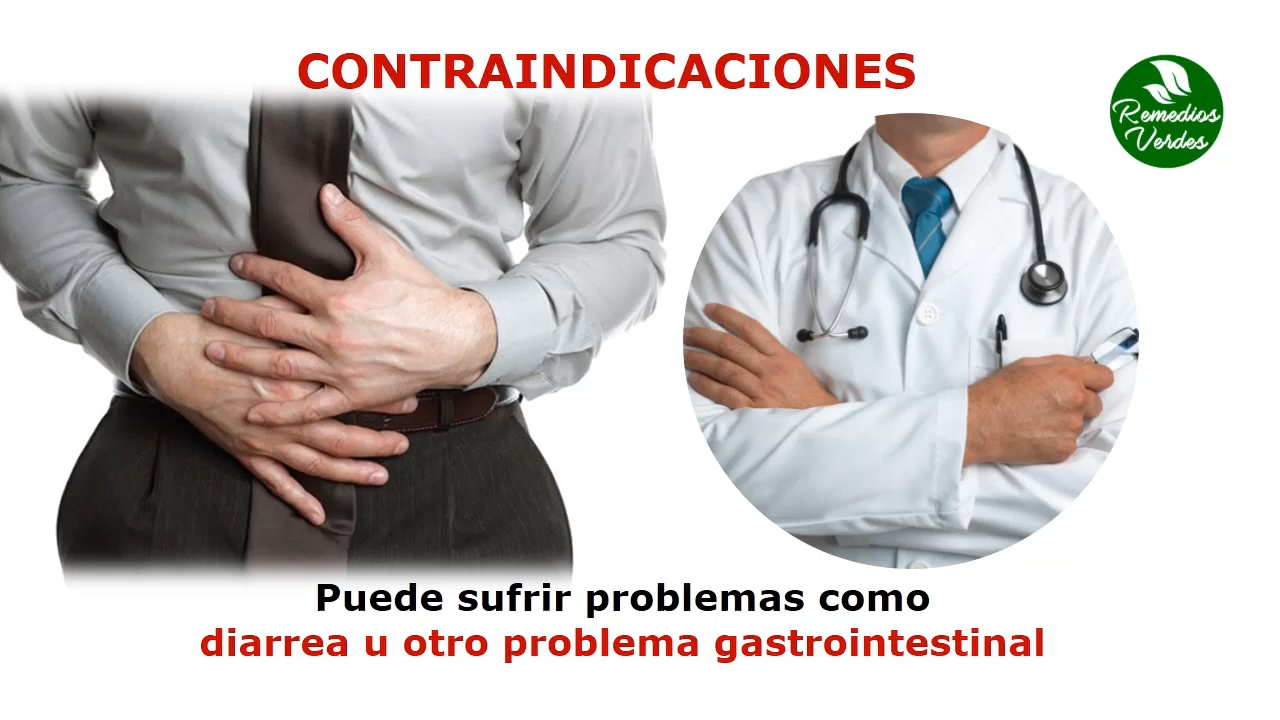 CONTRAINDICACIONES
Remedios
Verdes
Puede sufrir problemas como
diarrea u otro problema gastrointestinal